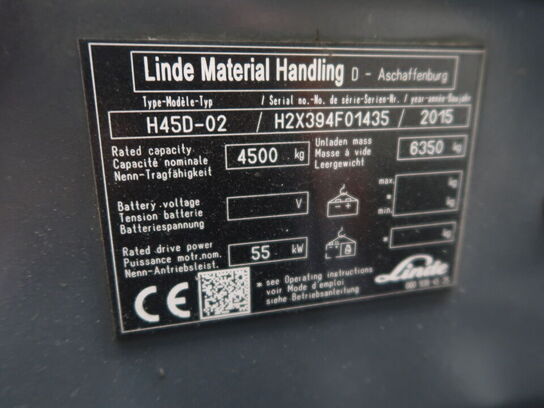 Linde Material Handling D - Aschaffenburg
Type-Modèle-Typ / Serial no.-No. de série-Serien-Nr. / year-année-Baujahr
H45D-02 / H2X394F01435 / 2015
Rated capacity
Capacité nominale
Nenn-Tragfähigkeit
4500 kg
Unladen mass
Masse à vide
Leergewicht
6350 kg
Battery voltage
Tension batterie
Batteriespannung
V
max.
*
min.
kg
kg
Rated drive power
Puissance motr.nom.
Nenn-Antriebsleist.
55 kW
* kg
CE
* see Operating instructions
voir Mode d'emploi
siehe Betriebsanleitung
Linde